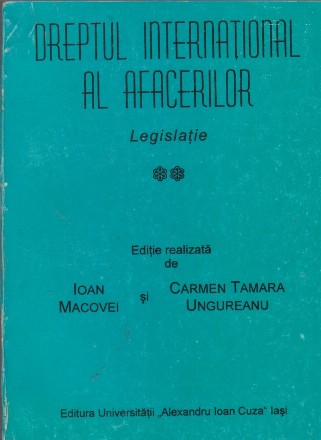 DREPTUL INTERNAȚIONAL
AL AFACERILOR
Legislație
Ediție realizată
de
IOAN
MACOVEI
și
CARMEN TAMARA
UNGUREANU
Editura Universității „Alexandru Ioan Cuza" Iași